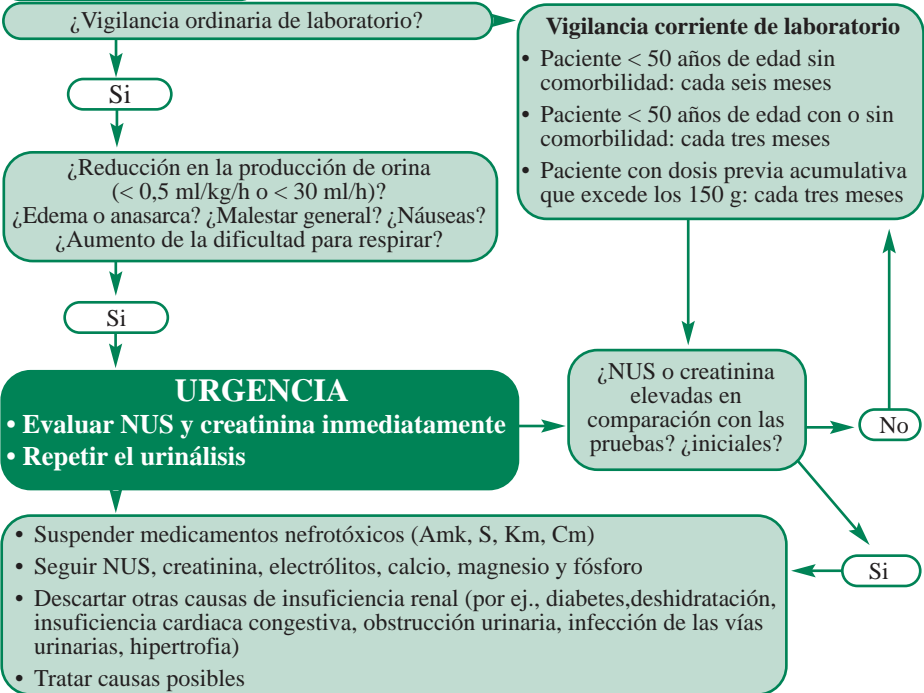 ¿Vigilancia ordinaria de laboratorio?
Si
¿Reducción en la producción de orina
(< 0,5 ml/kg/h o < 30 ml/h)?
¿Edema o anasarca? ¿Malestar general? ¿Náuseas?
¿Aumento de la dificultad para respirar?
Si
URGENCIA
• Evaluar NUS y creatinina inmediatamente
• Repetir el urinálisis
Vigilancia corriente de laboratorio
• Paciente < 50 años de edad sin
comorbilidad: cada seis meses
• Paciente < 50 años de edad con o sin
comorbilidad: cada tres meses
• Paciente con dosis previa acumulativa
que excede los 150 g: cada tres meses
¿NUS o creatinina
elevadas en
comparación con las
pruebas? ¿iniciales?
No
Si
• Suspender medicamentos nefrotóxicos (Amk, S, Km, Cm)
• Seguir NUS, creatinina, electrólitos, calcio, magnesio y fósforo
• Descartar otras causas de insuficiencia renal (por ej., diabetes,deshidratación,
insuficiencia cardiaca congestiva, obstrucción urinaria, infección de las vías
urinarias, hipertrofia)
• Tratar causas posibles